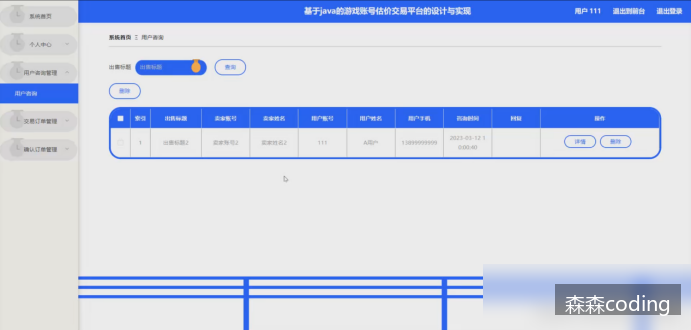 基于java的游戏账号估价交易平台的设计与实现
用户 111 退出到前台 退出登录
系统首页
个人中心
用户咨询管理
用户咨询
交易订单管理
确认订单管理
系统首页 用户咨询
出售标题 出售标题 查询
删除
索引 出售标题 卖家账号 卖家姓名 用户账号 用户姓名 用户手机 咨询时间 回复 操作
1 出售标题2 卖家账号2 卖家姓名2 111 A用户 详情 删除
森森coding